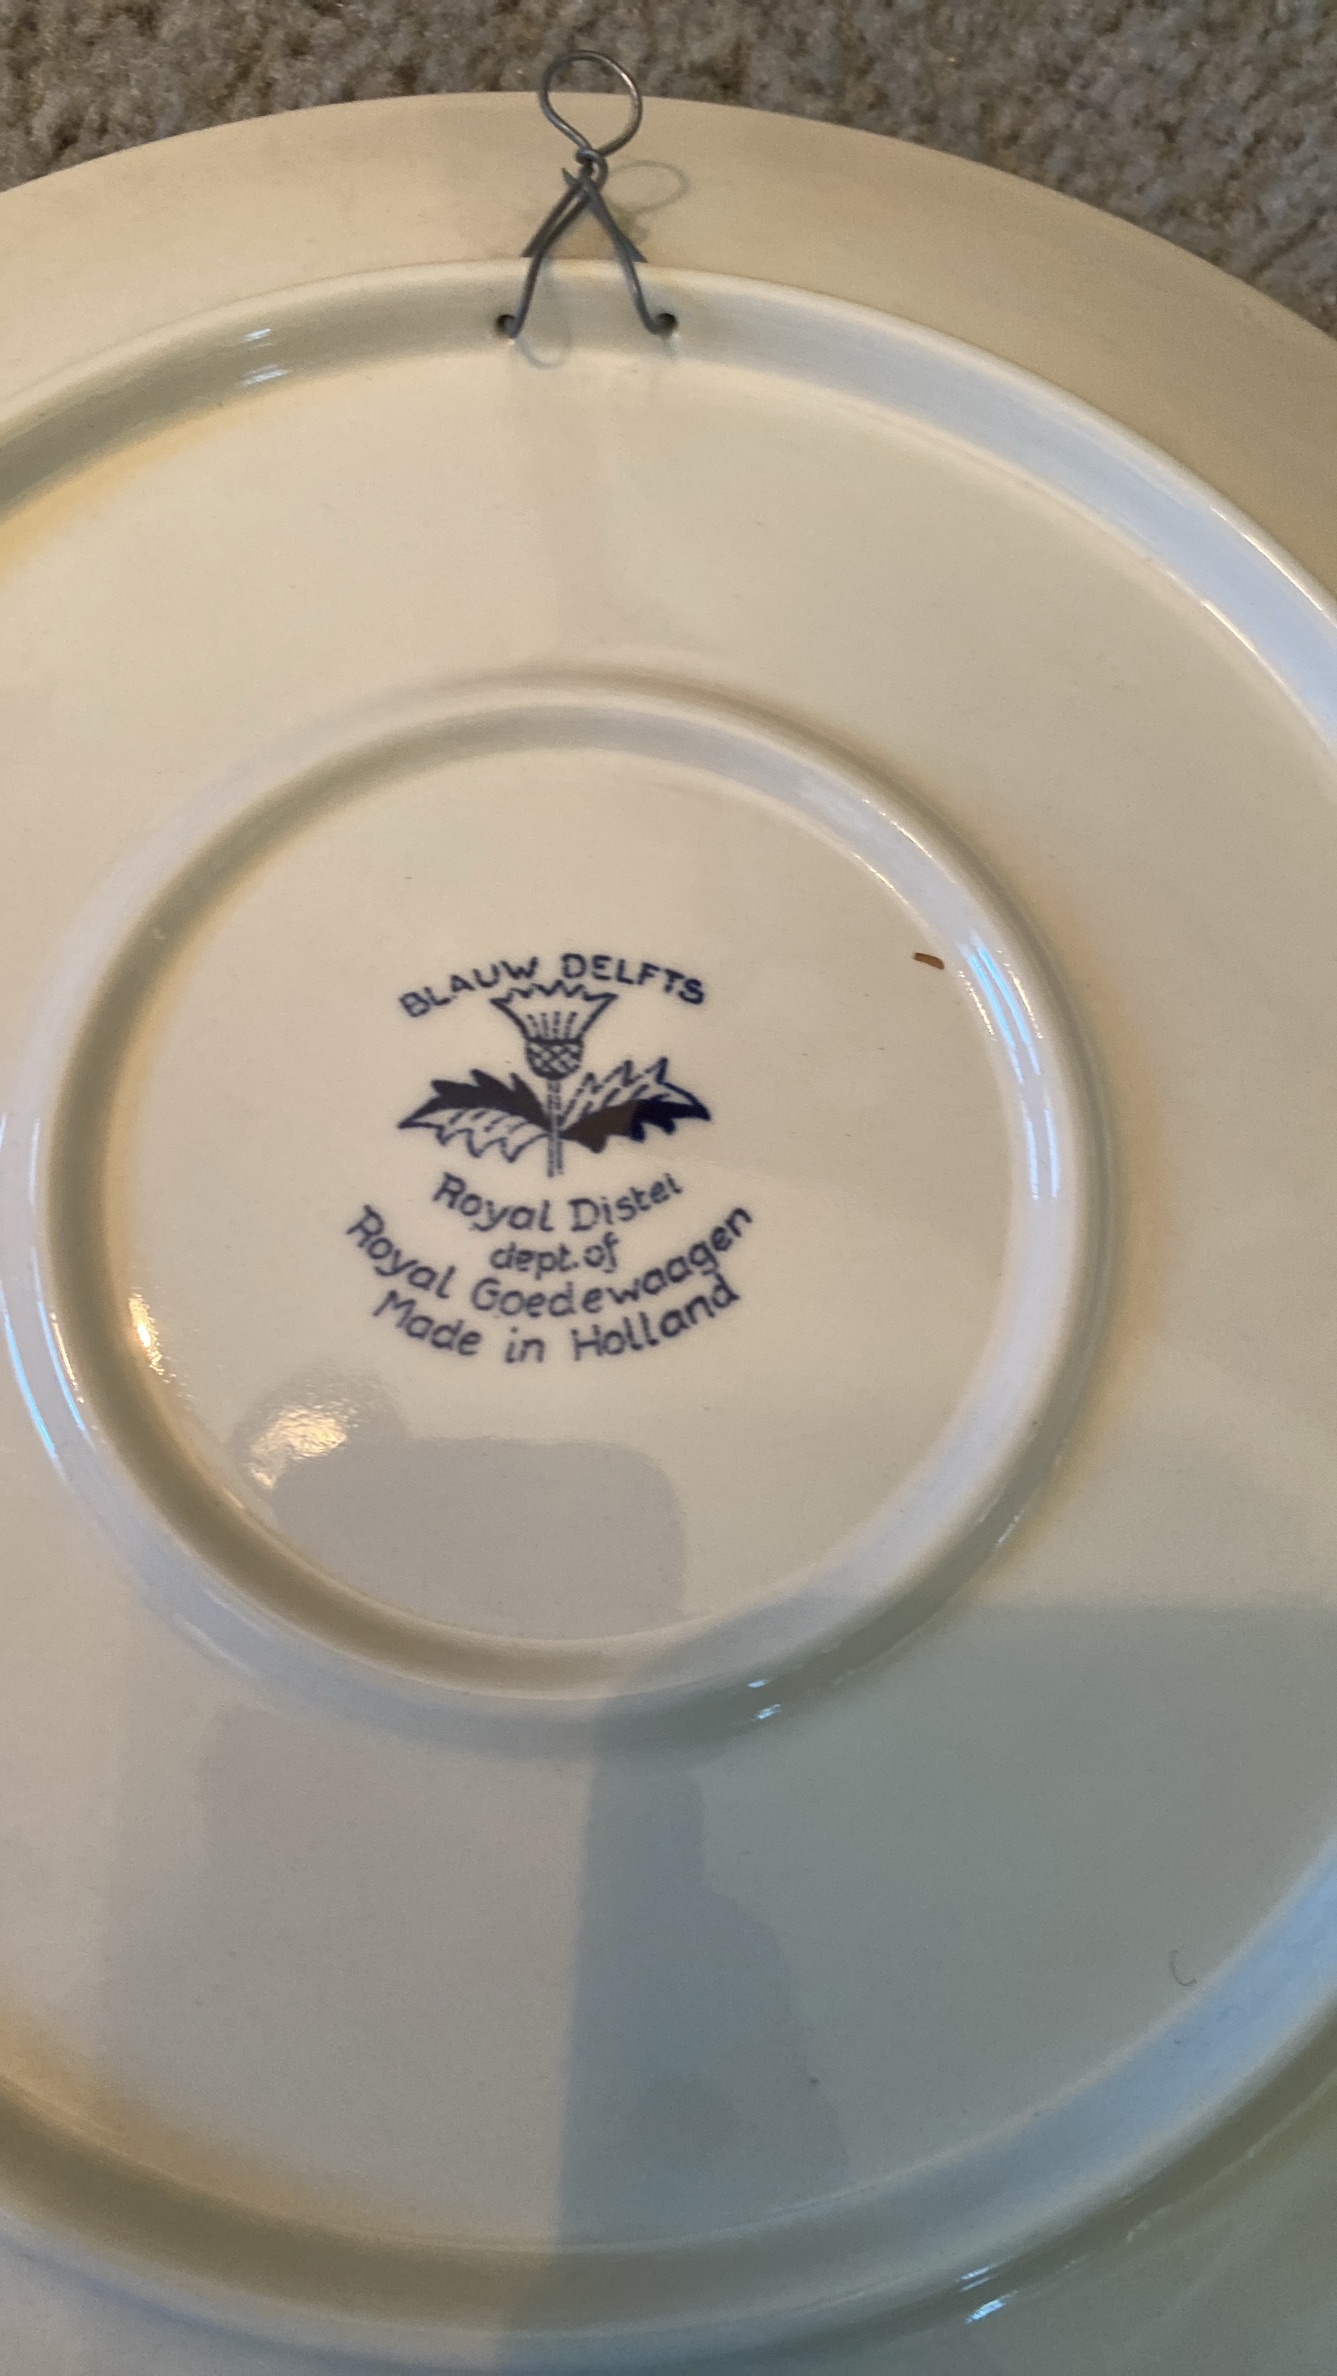 BLAUW DELFTS
Royal Distel
dept. of
Royal Goedewaagen
Made in Holland